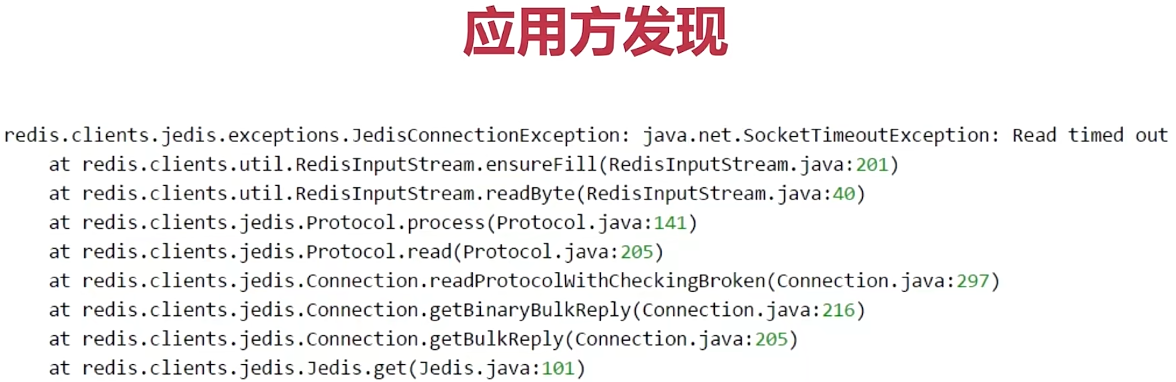 应用方发现
redis.clients.jedis.exceptions.JedisConnectionException: java.net.SocketTimeoutException: Read timed out
    at redis.clients.util.RedisInputStream.ensureFill(RedisInputStream.java:201)
    at redis.clients.util.RedisInputStream.readByte(RedisInputStream.java:40)
    at redis.clients.jedis.Protocol.process(Protocol.java:141)
    at redis.clients.jedis.Protocol.read(Protocol.java:205)
    at redis.clients.jedis.Connection.readProtocolWithCheckingBroken(Connection.java:297)
    at redis.clients.jedis.Connection.getBinaryBulkReply(Connection.java:216)
    at redis.clients.jedis.Connection.getBulkReply(Connection.java:205)
    at redis.clients.jedis.Jedis.get(Jedis.java:101)